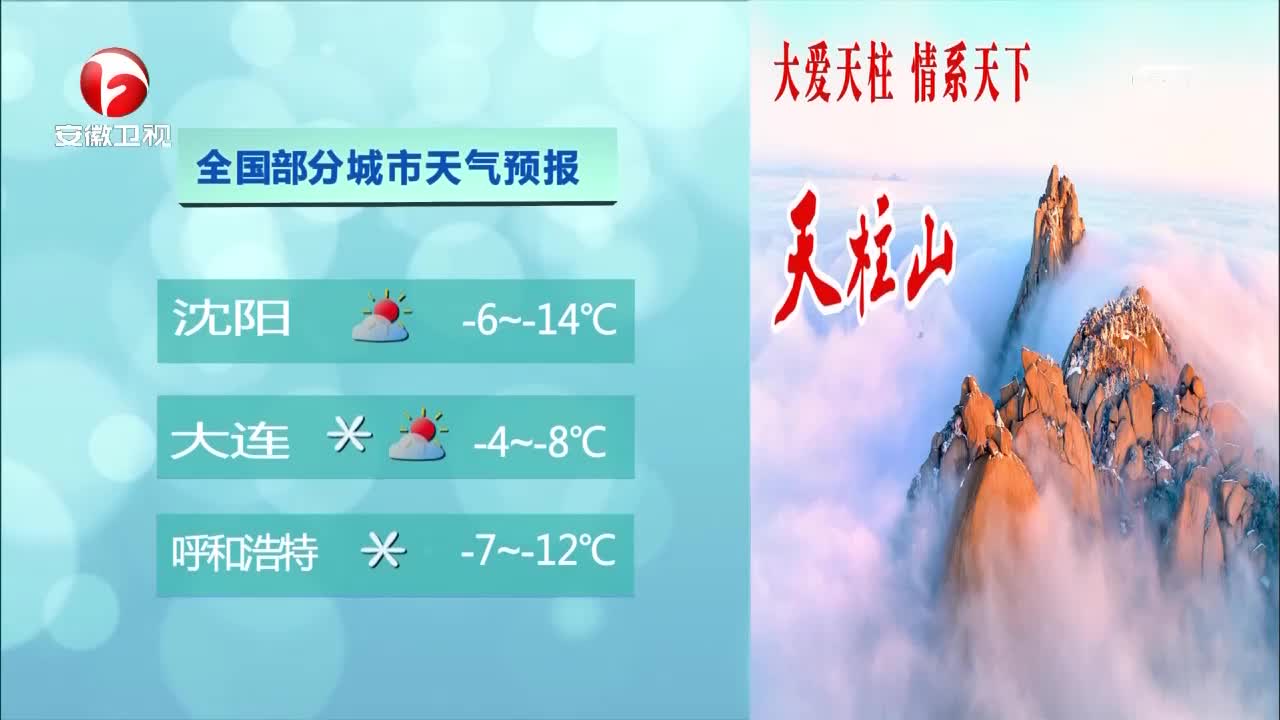 安徽卫视
全国部分城市天气预报
沈阳 -6~-14℃
大连 -4~-8℃
呼和浩特 -7~-12℃
大爱天柱 情系天下
天柱山